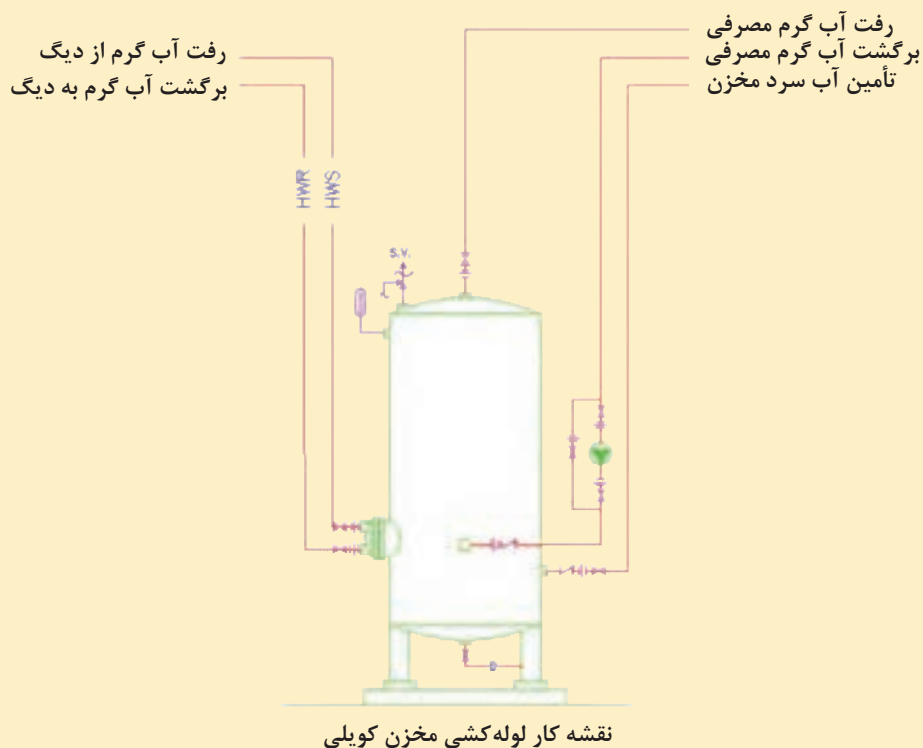 رفت آب گرم مصرفی
برگشت آب گرم مصرفی
تأمین آب سرد مخزن
رفت آب گرم از دیگ
برگشت آب گرم به دیگ
HWR
HWS
S.V.
نقشه کار لوله‌کشی مخزن کویلی